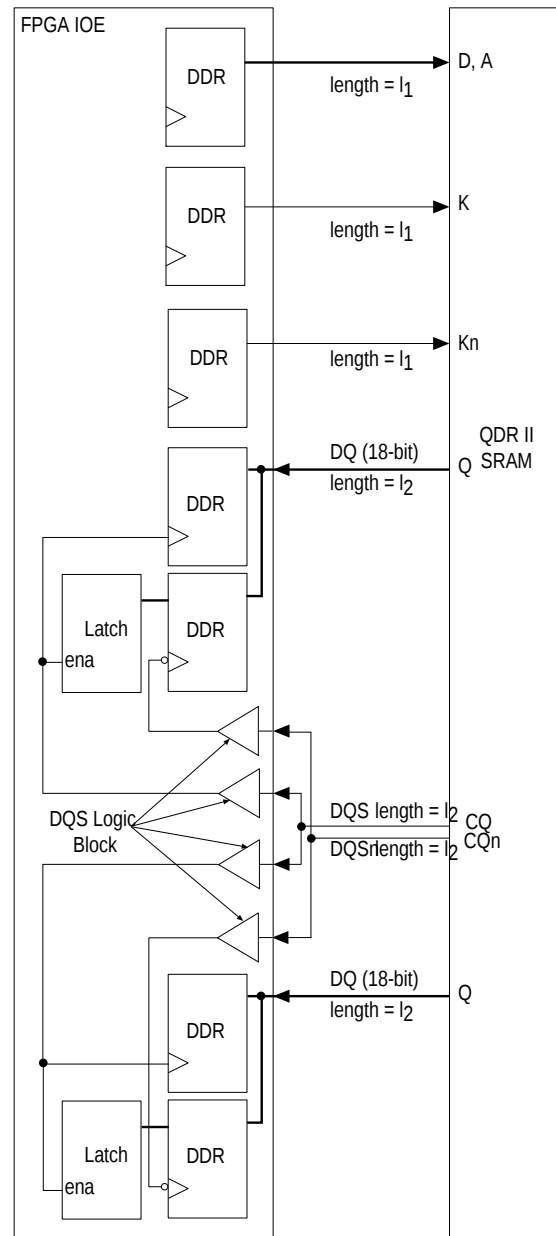 FPGA IOE
DDR
D, A
length = l1
DDR
K
length = l1
DDR
Kn
length = l1
QDR II
SRAM
DQ (18-bit)
Q
length = l2
DDR
Latch
ena
DDR
DQS Logic
Block
DQS length = l2
CQ
DQSn length = l2
CQn
DQ (18-bit)
Q
length = l2
DDR
Latch
ena
DDR